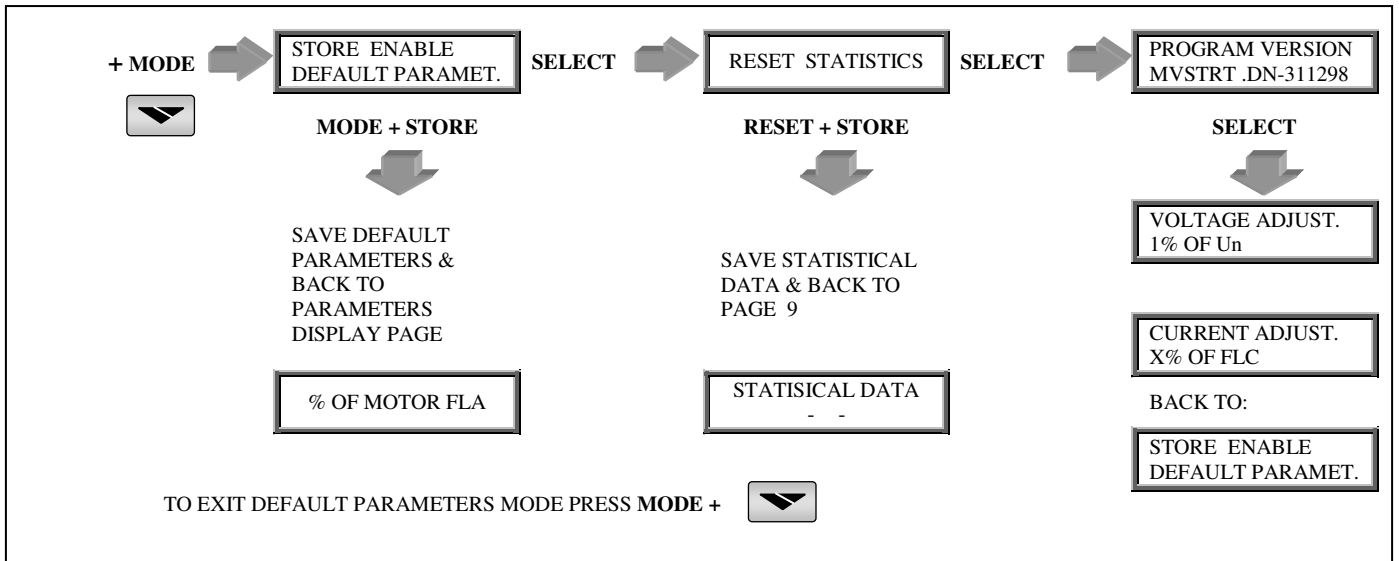 + MODE
STORE ENABLE
DEFAULT PARAMET.
SELECT
RESET STATISTICS
SELECT
PROGRAM VERSION
MVSTRT .DN-311298
MODE + STORE
RESET + STORE
SELECT
SAVE DEFAULT
PARAMETERS &
BACK TO
PARAMETERS
DISPLAY PAGE
SAVE STATISTICAL
DATA & BACK TO
PAGE 9
VOLTAGE ADJUST.
1% OF Un
CURRENT ADJUST.
X% OF FLC
% OF MOTOR FLA
STATISICAL DATA
- -
BACK TO:
STORE ENABLE
DEFAULT PARAMET.
TO EXIT DEFAULT PARAMETERS MODE PRESS MODE +